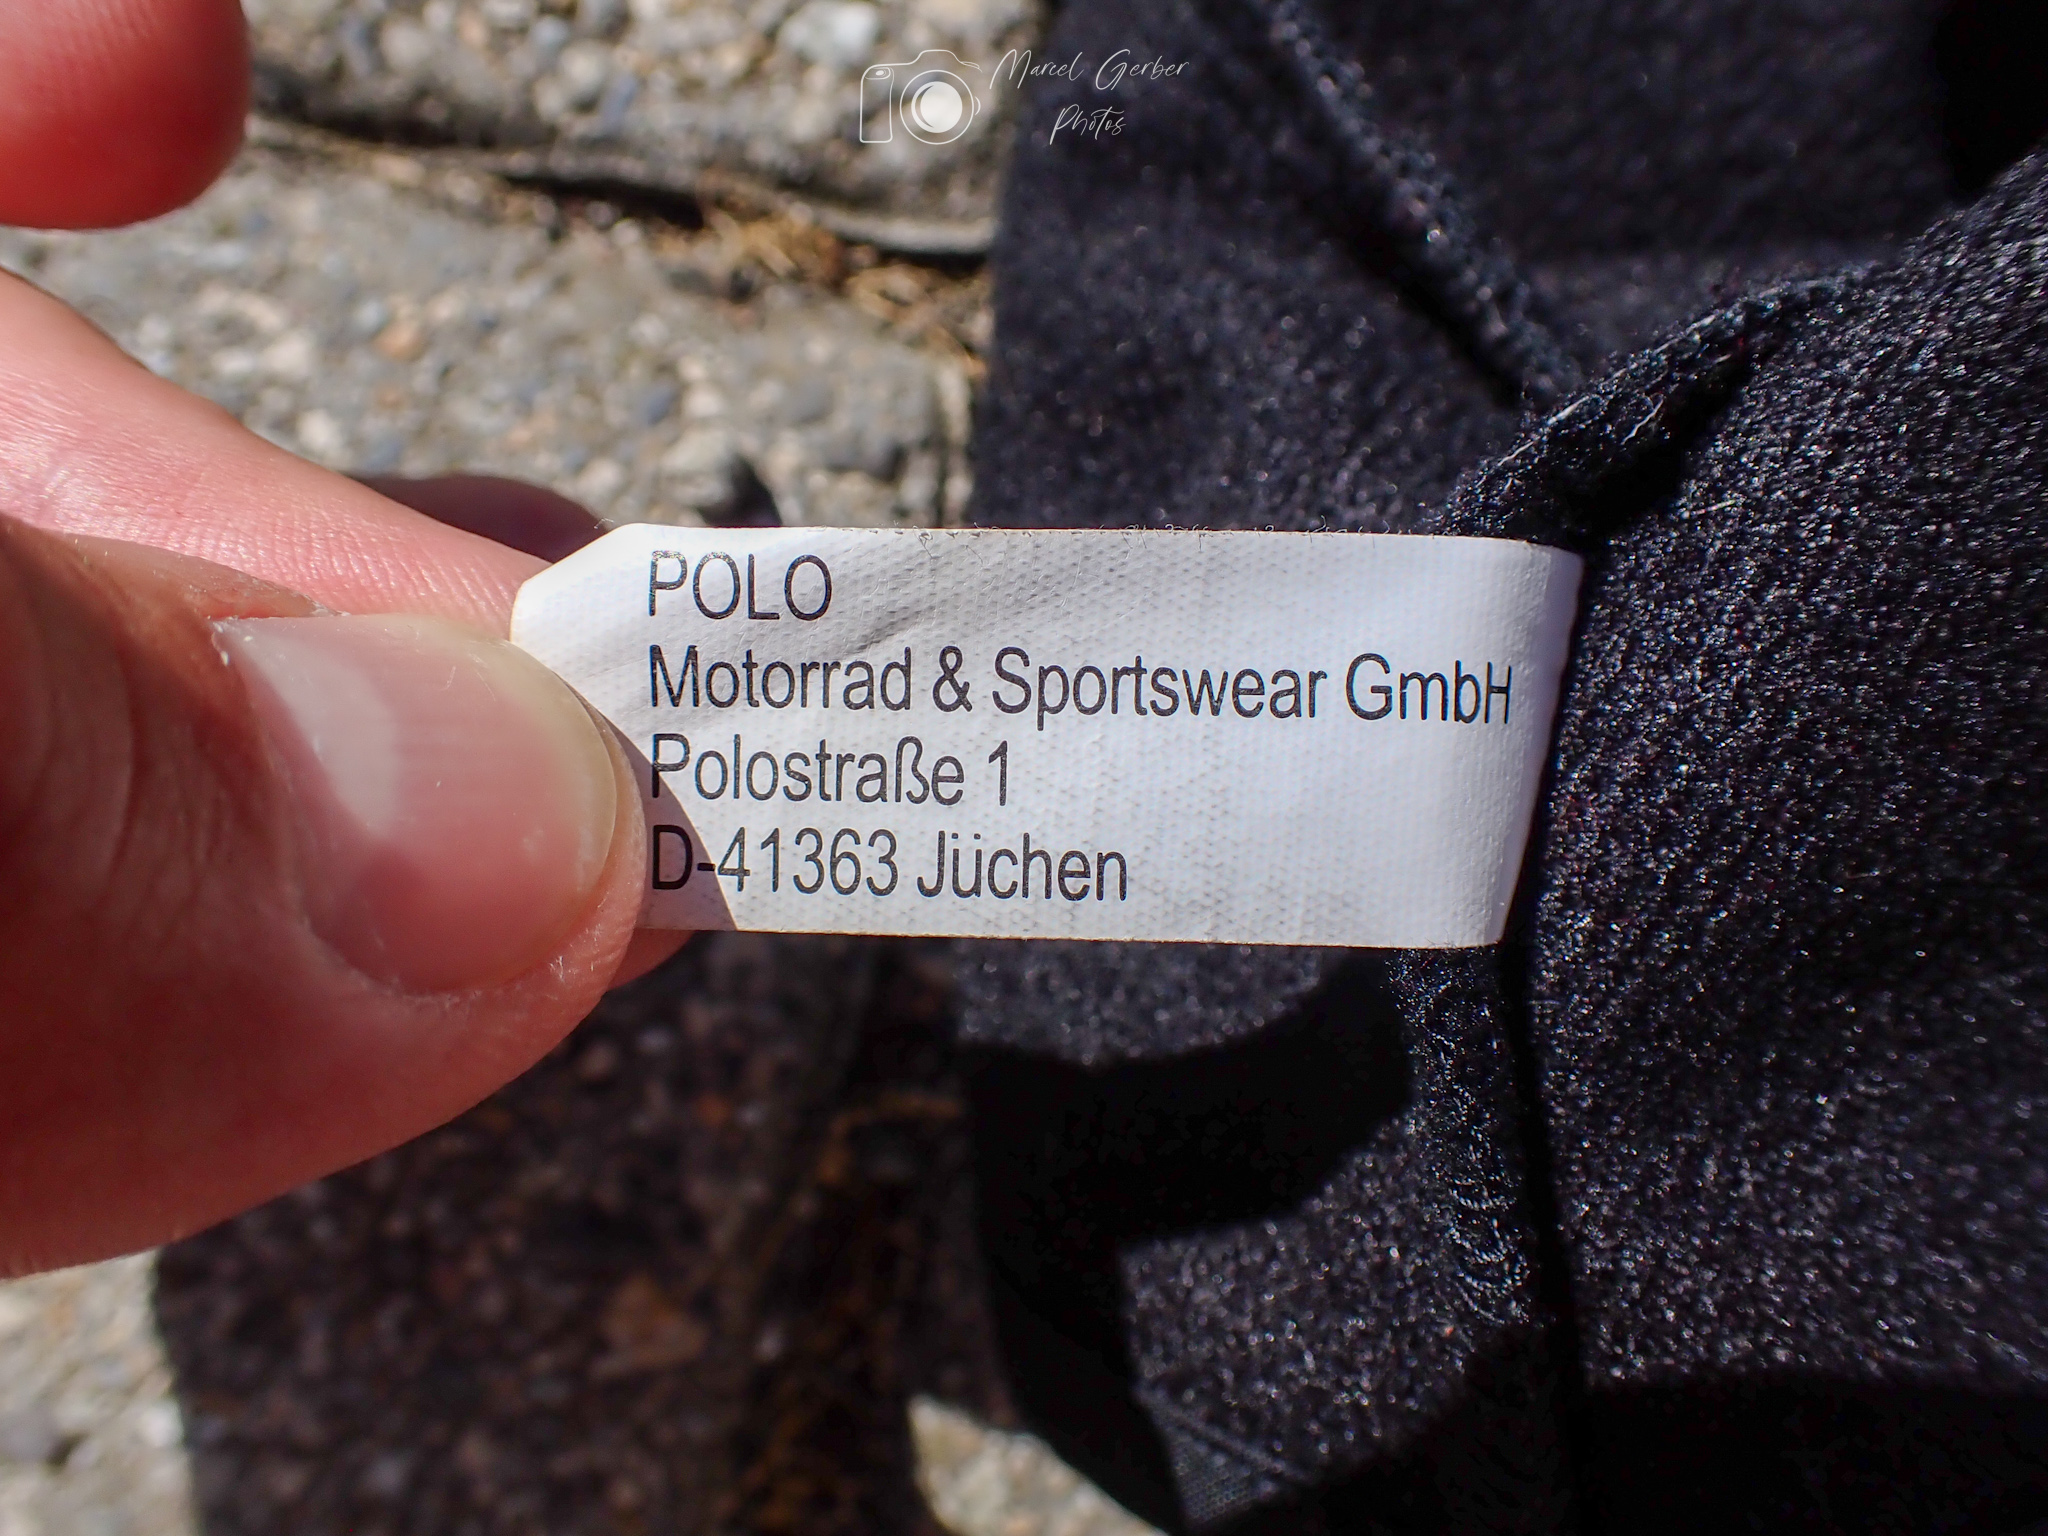 Marcel Gerber
Photos
POLO
Motorrad & Sportswear GmbH
Polostraße 1
D-41363 Jüchen